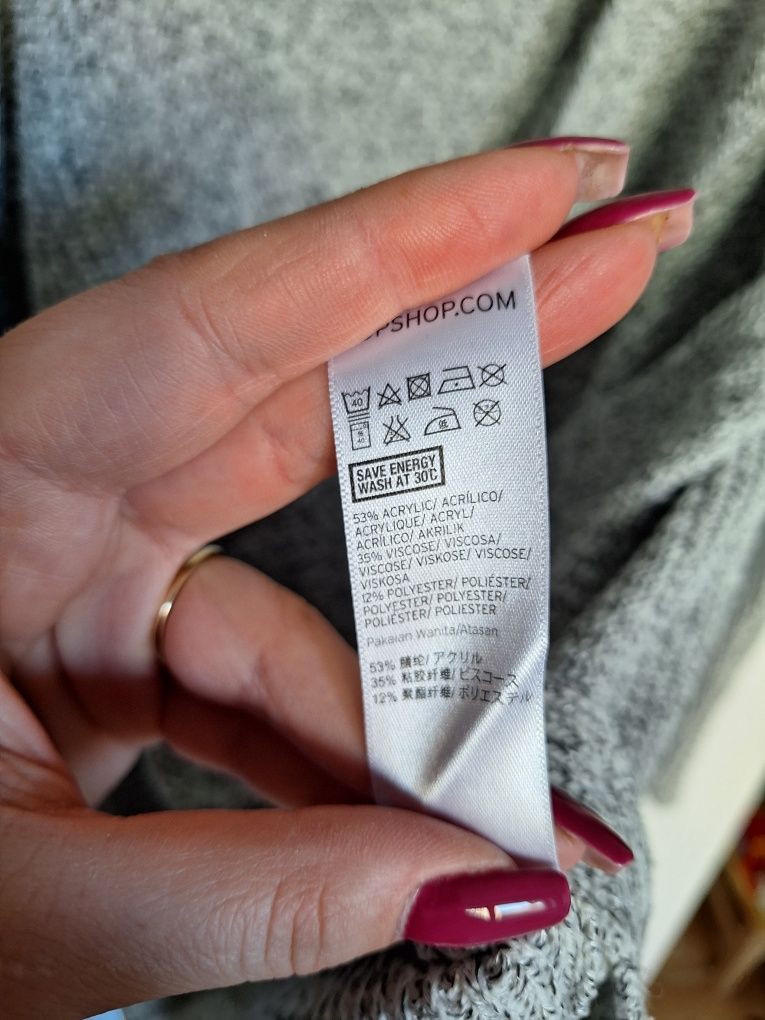 PSHOP.COM
40
低
40
SAVE ENERGY
WASH AT 30℃
53% ACRYLIC/ ACRÍLICO/
ACRYLIQUE/ ACRYL/
ACRÍLICO/ AKRILIK
35% VISCOSE/ VISCOSA/
VISCOSE/ VISKOSE/ VISCOSE/
VISKOSA
12% POLYESTER/ POLIÉSTER/
POLYESTER/ POLYESTER/
POLIÉSTER/ POLIESTER
Pakaian Wanita/Atasan
53% 腈纶/ アクリル
35% 粘胶纤维/ ビスコース
12% 聚酯纤维/ ポリエステル